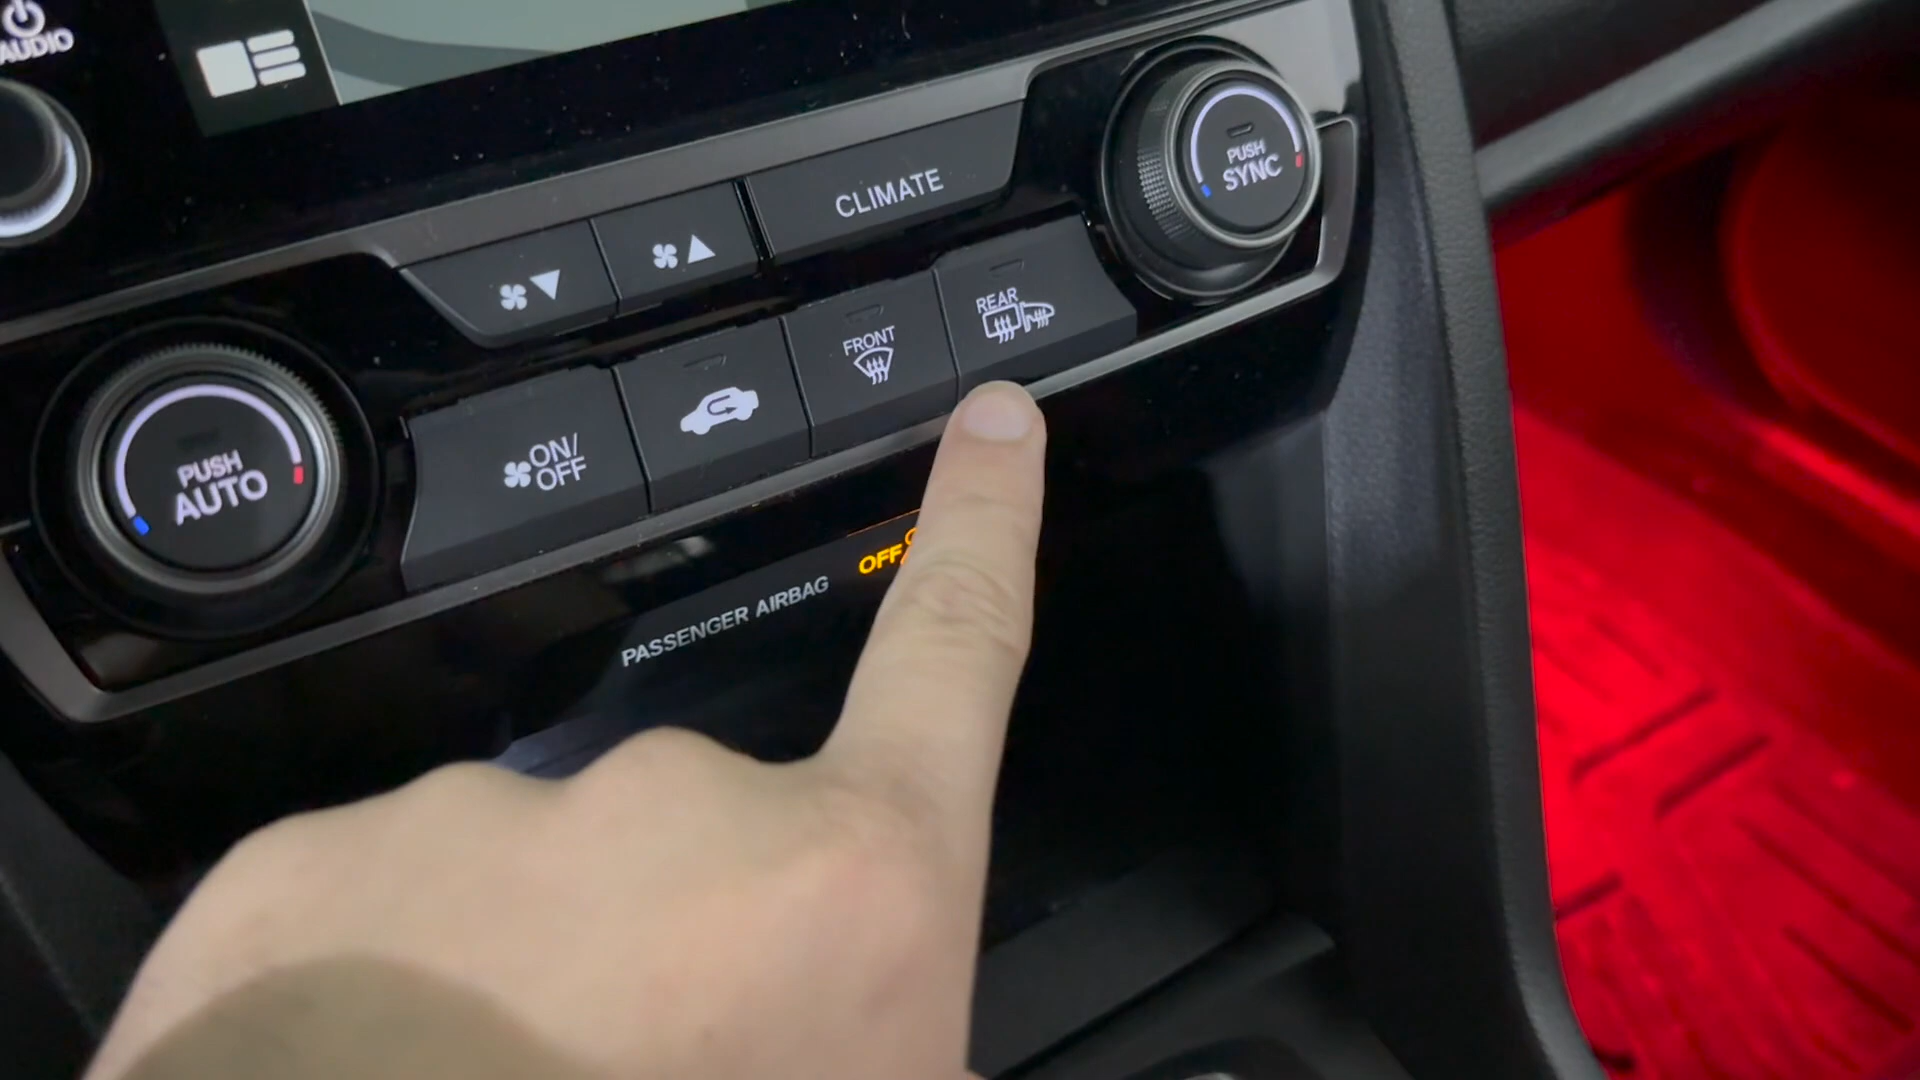 AUDIO
CLIMATE
PUSH
SYNC
REAR
FRONT
ON/
OFF
PUSH
AUTO
OFF
PASSENGER AIRBAG